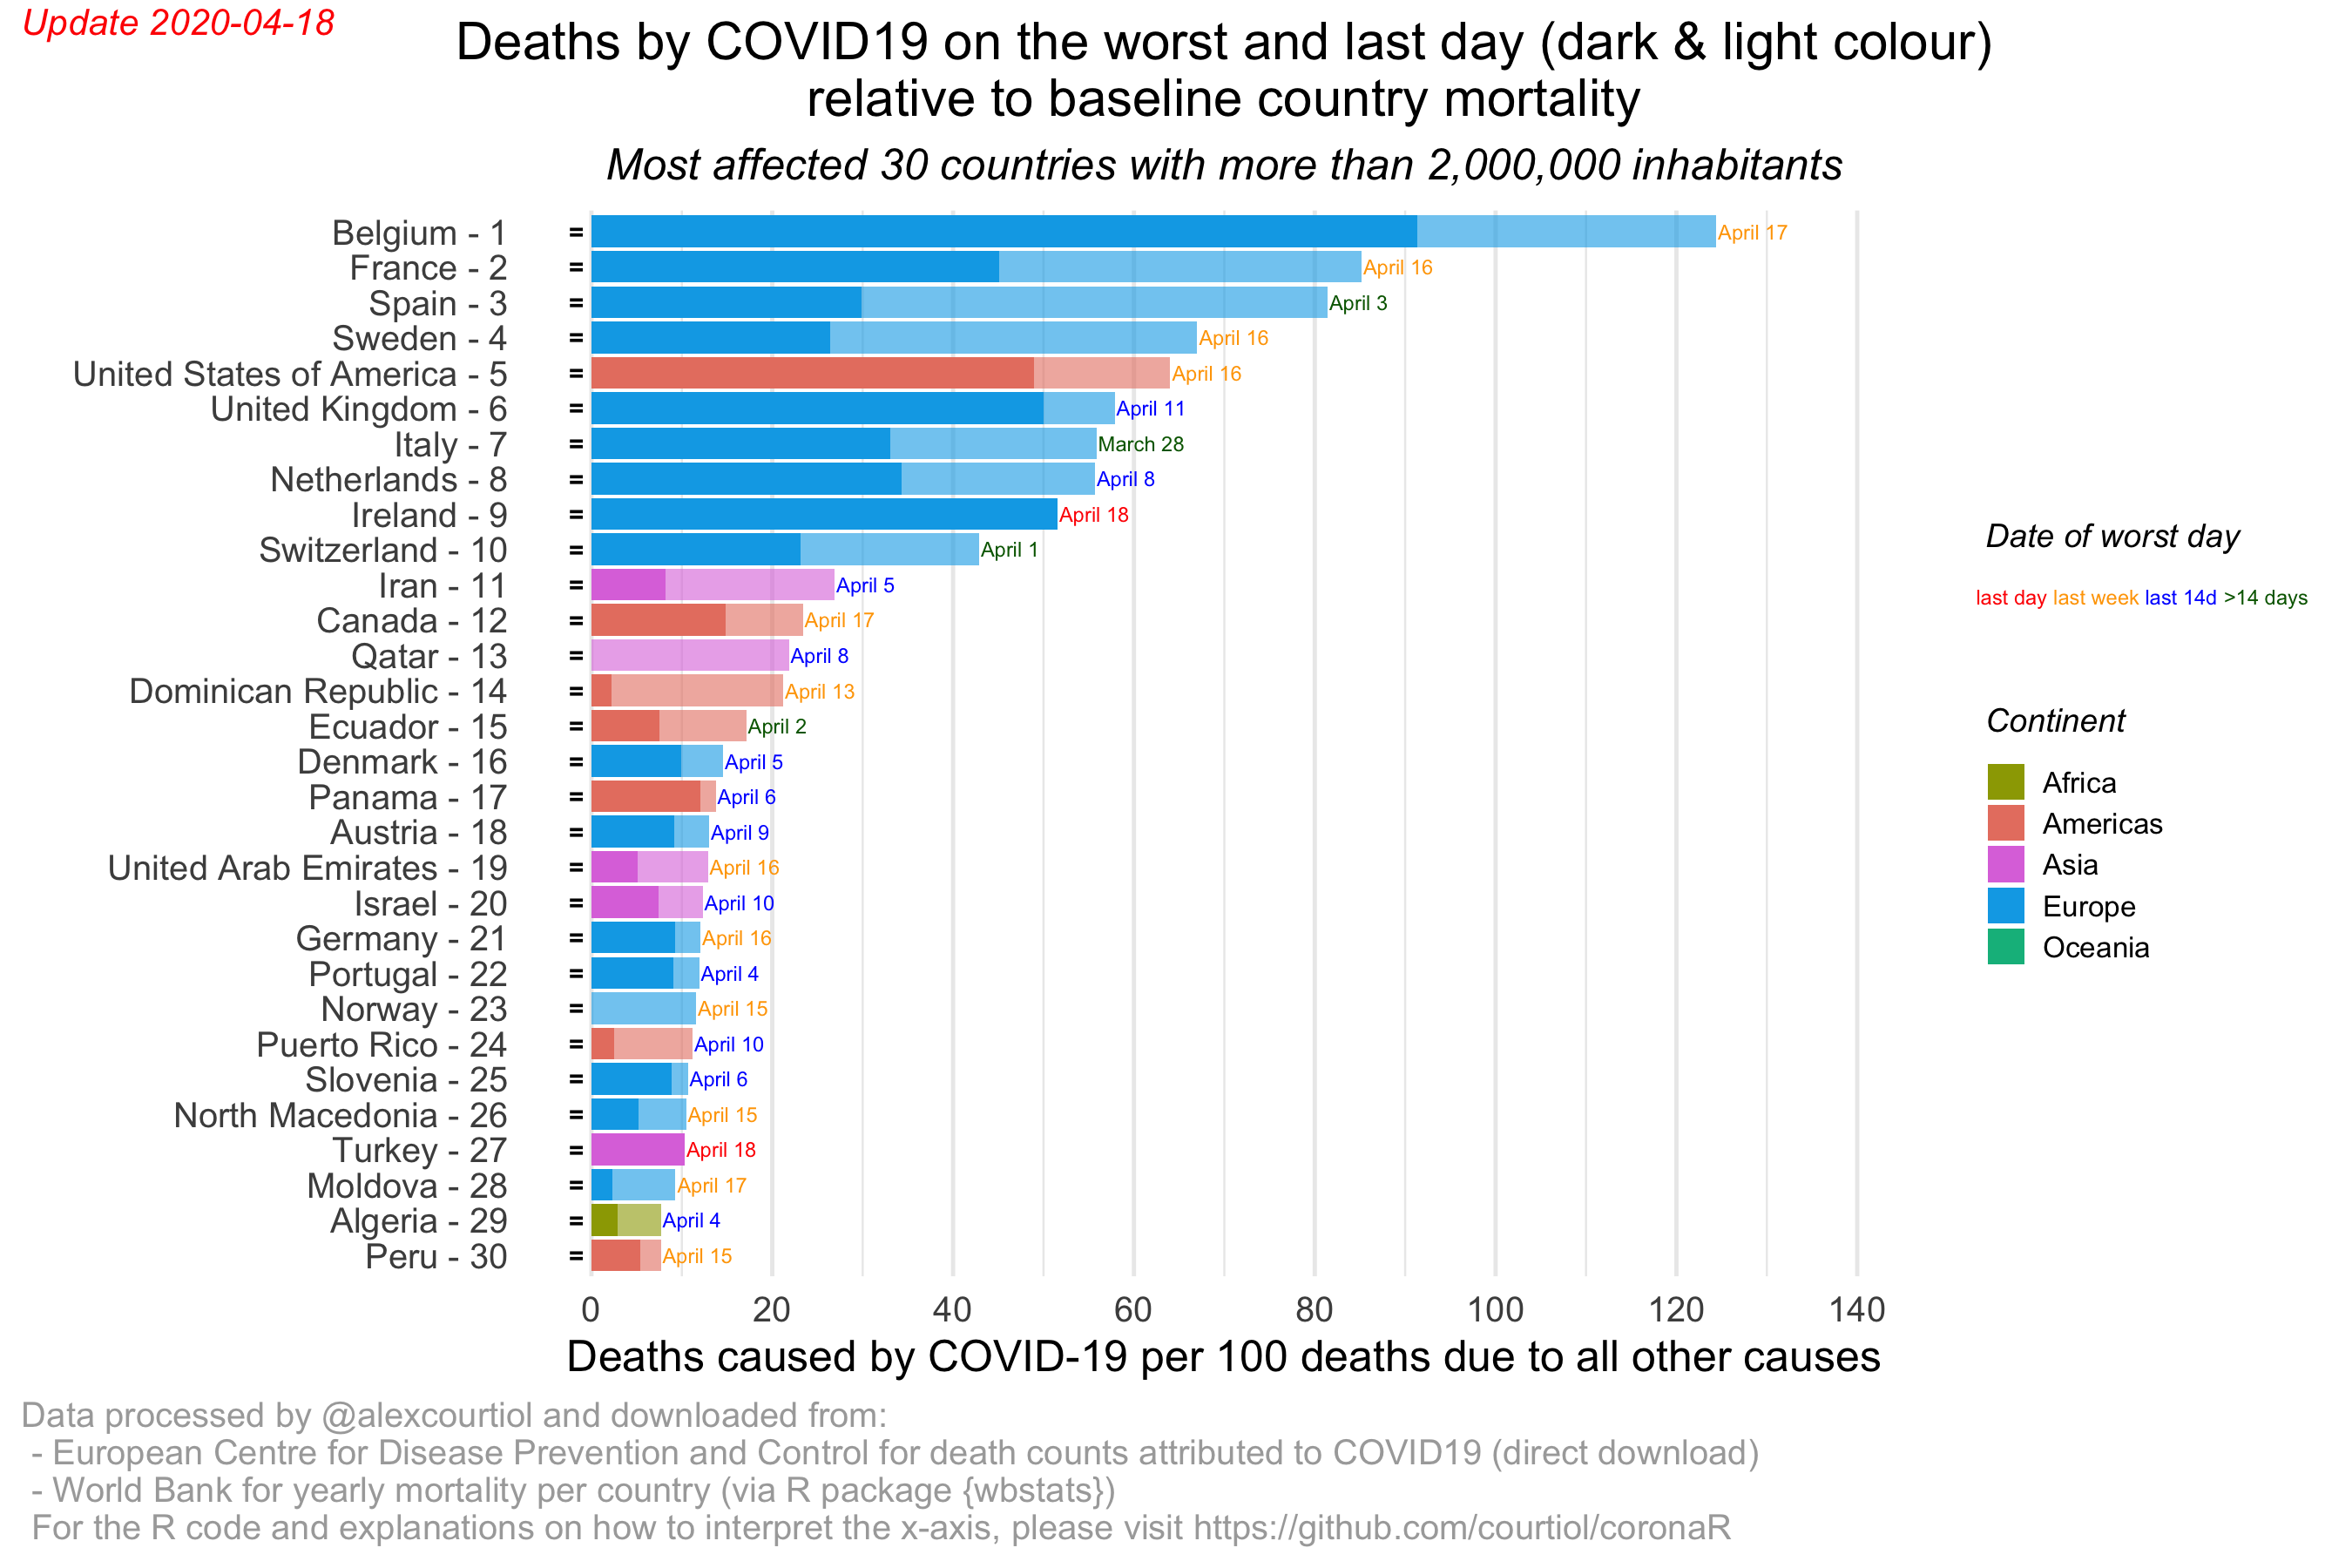 Update 2020-04-18
Deaths by COVID19 on the worst and last day (dark & light colour)
relative to baseline country mortality
Most affected 30 countries with more than 2,000,000 inhabitants
Belgium - 1 = April 17
France - 2 = April 16
Spain - 3 = April 3
Sweden - 4 = April 16
United States of America - 5 = April 16
United Kingdom - 6 = April 11
Italy - 7 = March 28
Netherlands - 8 = April 8
Ireland - 9 = April 18
Switzerland - 10 = April 1
Iran - 11 = April 5
Canada - 12 = April 17
Qatar - 13 = April 8
Dominican Republic - 14 = April 13
Ecuador - 15 = April 2
Denmark - 16 = April 5
Panama - 17 = April 6
Austria - 18 = April 9
United Arab Emirates - 19 = April 16
Israel - 20 = April 10
Germany - 21 = April 16
Portugal - 22 = April 4
Norway - 23 = April 15
Puerto Rico - 24 = April 10
Slovenia - 25 = April 6
North Macedonia - 26 = April 15
Turkey - 27 = April 18
Moldova - 28 = April 17
Algeria - 29 = April 4
Peru - 30 = April 15
0 20 40 60 80 100 120 140
Deaths caused by COVID-19 per 100 deaths due to all other causes
Date of worst day
last day last week last 14d >14 days
Continent
Africa
Americas
Asia
Europe
Oceania
Data processed by @alexcourtiol and downloaded from:
- European Centre for Disease Prevention and Control for death counts attributed to COVID19 (direct download)
- World Bank for yearly mortality per country (via R package {wbstats})
For the R code and explanations on how to interpret the x-axis, please visit https://github.com/courtiol/coronaR